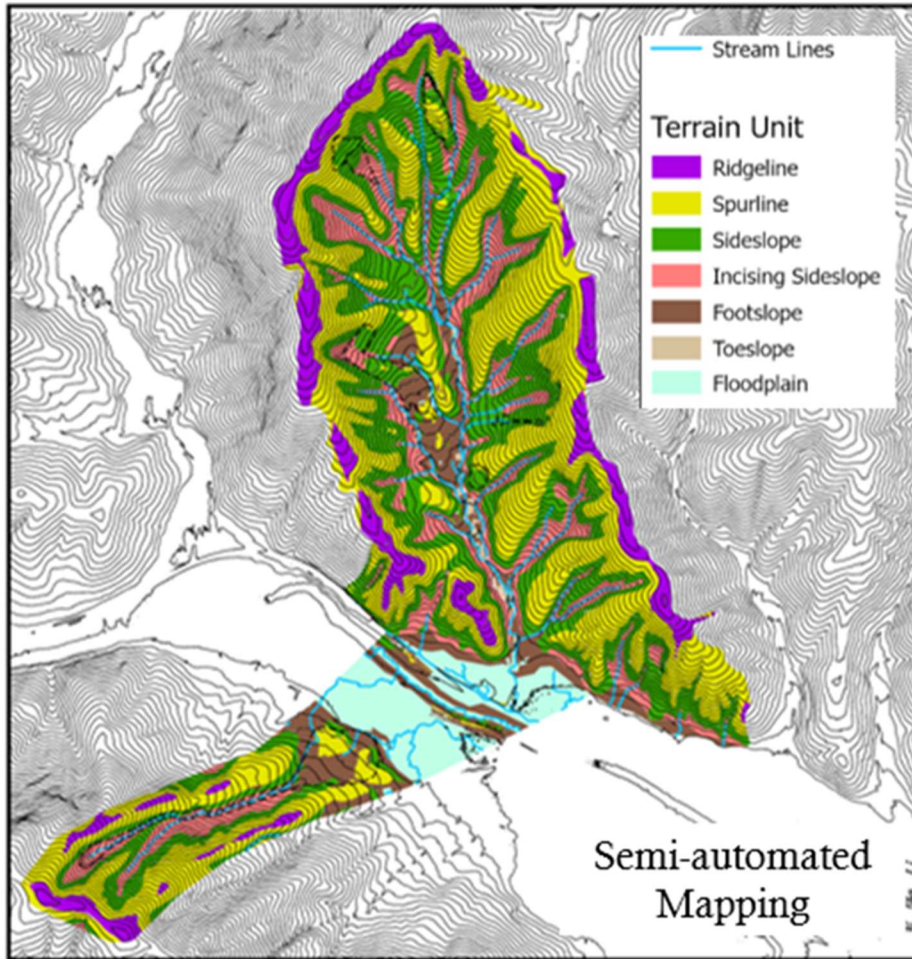 Stream Lines
Terrain Unit
Ridgeline
Spurline
Sideslope
Incising Sideslope
Footslope
Toeslope
Floodplain
Semi-automated
Mapping